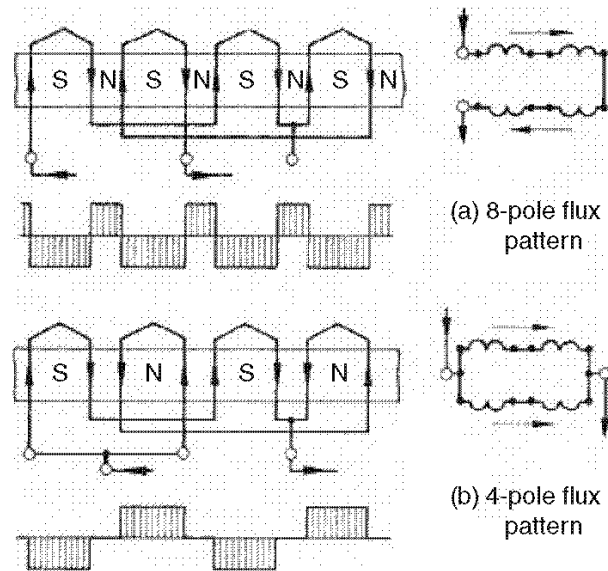 S N S N S N S N
(a) 8-pole flux
pattern
S N S N
(b) 4-pole flux
pattern